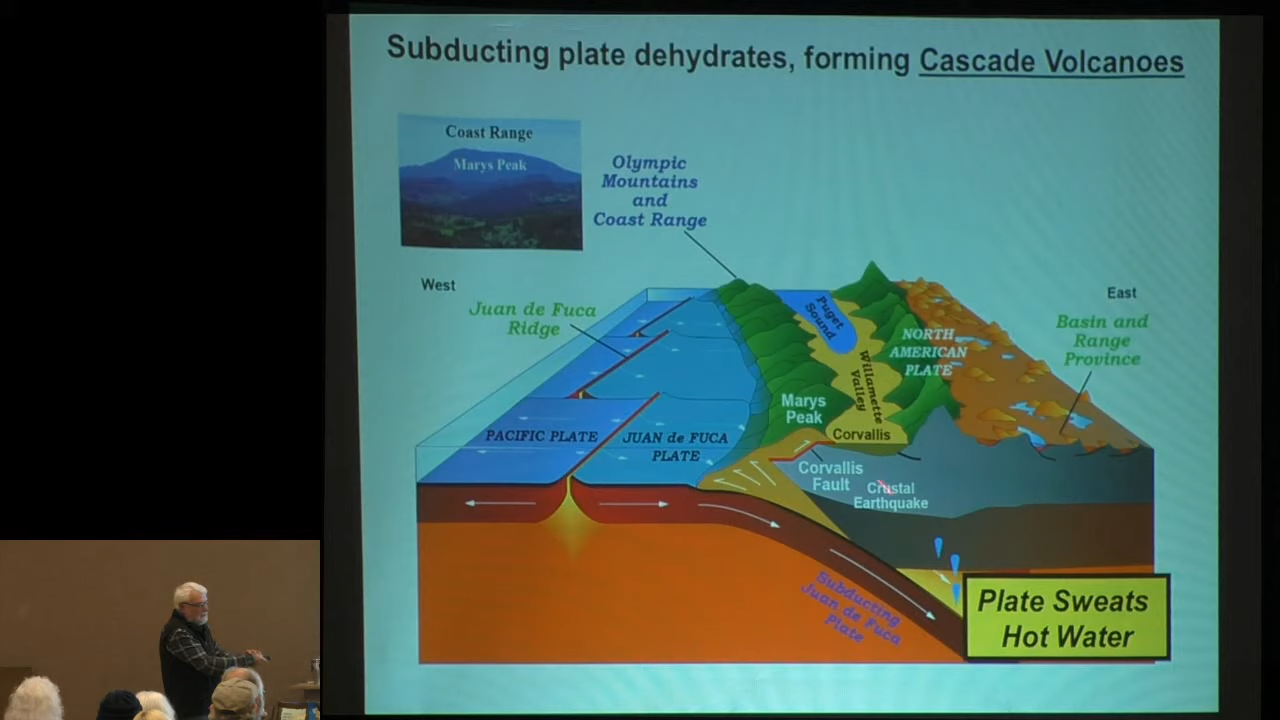 Subducting plate dehydrates, forming Cascade Volcanoes
Coast Range
Marys Peak
Olympic
Mountains
and
Coast Range
West
East
Juan de Fuca
Ridge
Basin and
Range
Province
Puget
Sound
NORTH
AMERICAN
PLATE
Willamette
Valley
Marys
Peak
Corvallis
PACIFIC PLATE
JUAN de FUCA
PLATE
Corvallis
Fault
Crustal
Earthquake
Subducting
Juan de Fuca
Plate
Plate Sweats
Hot Water